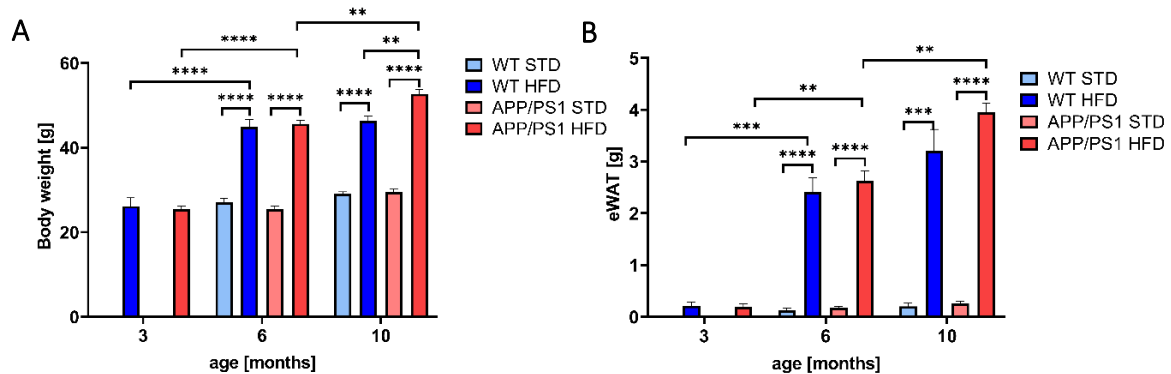 A
**
****
**
****
****
****
****
****
60
40
20
0
Body weight [g]
3
6
10
age [months]
WT STD
WT HFD
APP/PS1 STD
APP/PS1 HFD
B
**
****
**
***
***
****
****
5
4
3
2
1
0
eWAT [g]
3
6
10
age [months]
WT STD
WT HFD
APP/PS1 STD
APP/PS1 HFD